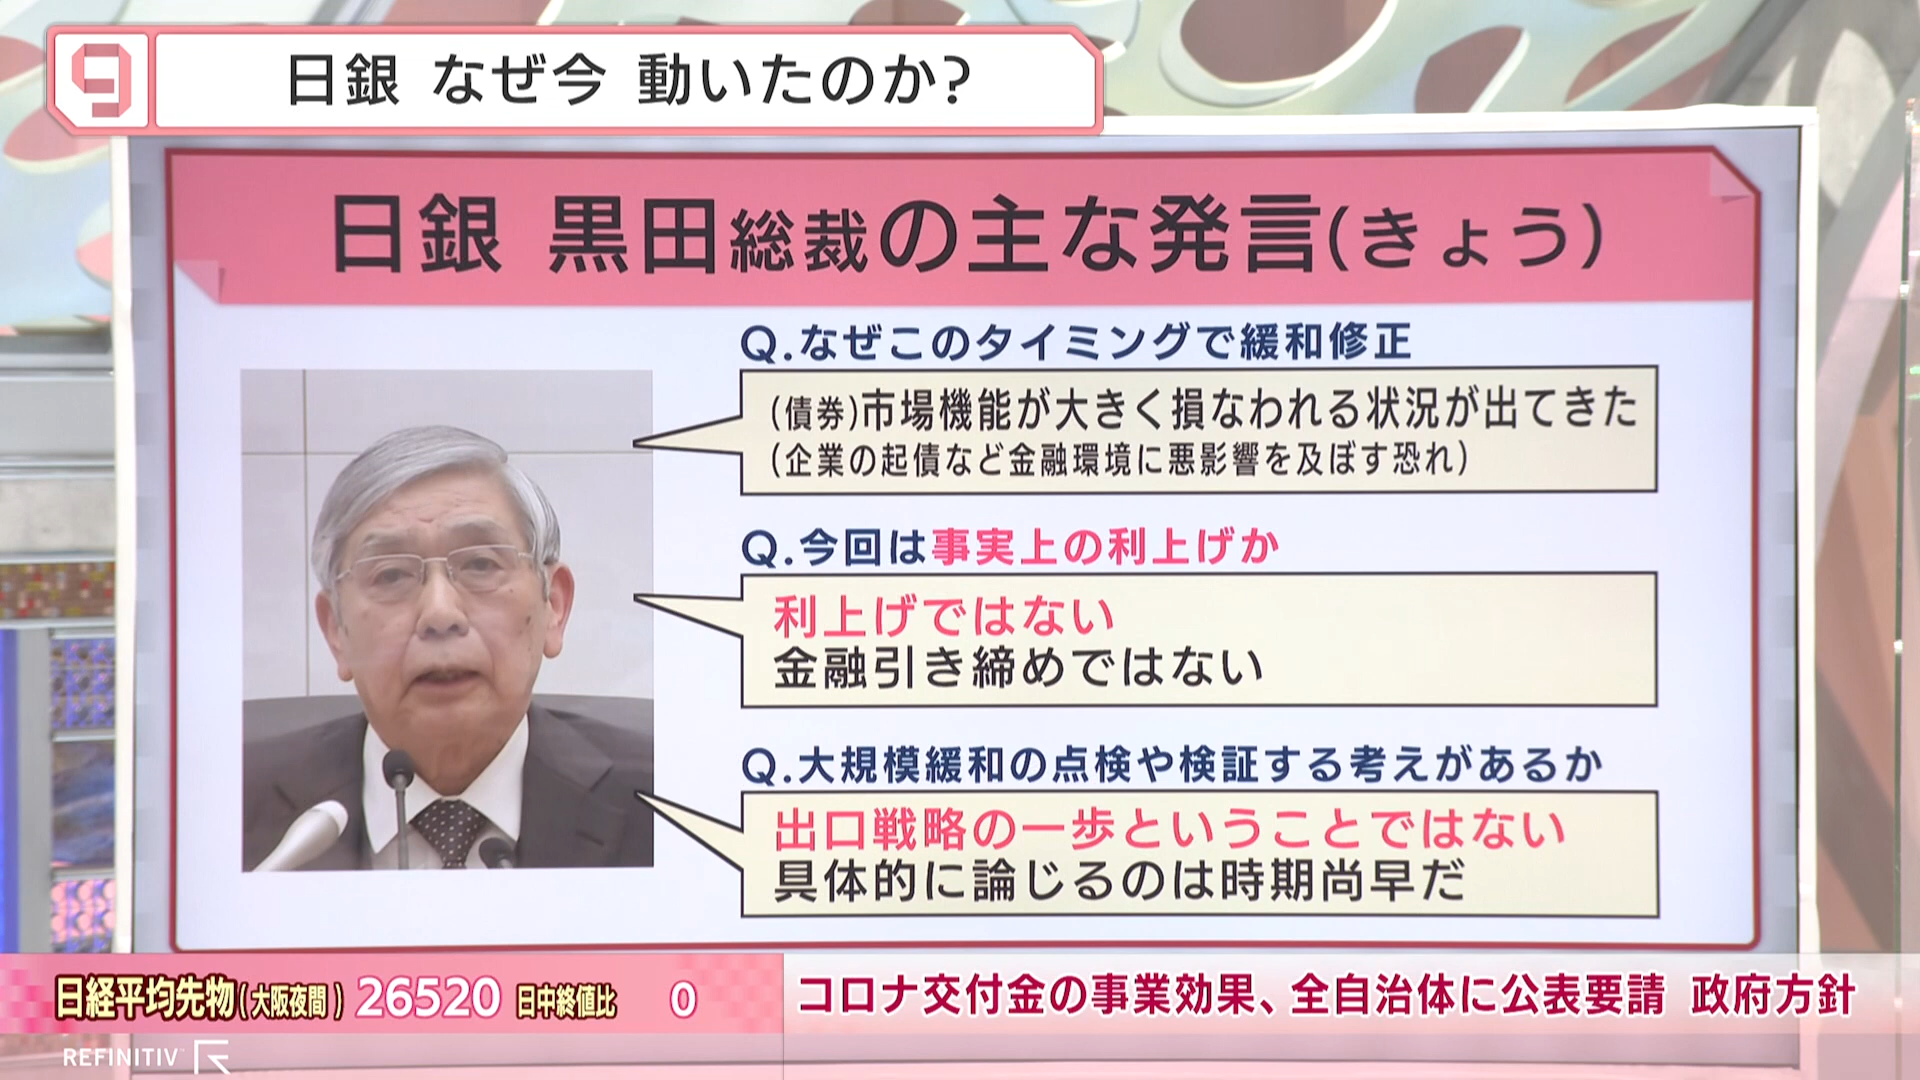 9
日銀 なぜ今 動いたのか?
日銀 黒田総裁の主な発言(きょう)
Q.なぜこのタイミングで緩和修正
(債券)市場機能が大きく損なわれる状況が出てきた
(企業の起債など金融環境に悪影響を及ぼす恐れ)
Q.今回は事実上の利上げか
利上げではない
金融引き締めではない
Q.大規模緩和の点検や検証する考えがあるか
出口戦略の一歩ということではない
具体的に論じるのは時期尚早だ
日経平均先物(大阪夜間) 26520 日中終値比 0
コロナ交付金の事業効果、全自治体に公表要請 政府方針
REFINITIV